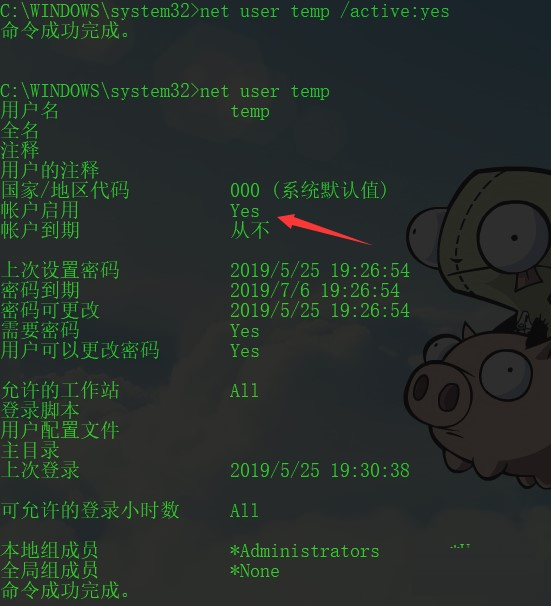 C:\WINDOWS\system32>net user temp /active:yes
命令成功完成。
C:\WINDOWS\system32>net user temp
用户名 temp
全名
注释
用户的注释
国家/地区代码 000 (系统默认值)
帐户启用 Yes
帐户到期 从不
上次设置密码 2019/5/25 19:26:54
密码到期 2019/7/6 19:26:54
密码可更改 2019/5/25 19:26:54
需要密码 Yes
用户可以更改密码 Yes
允许的工作站 All
登录脚本
用户配置文件
主目录
上次登录 2019/5/25 19:30:38
可允许的登录小时数 All
本地组成员 *Administrators
全局组成员 *None
命令成功完成。